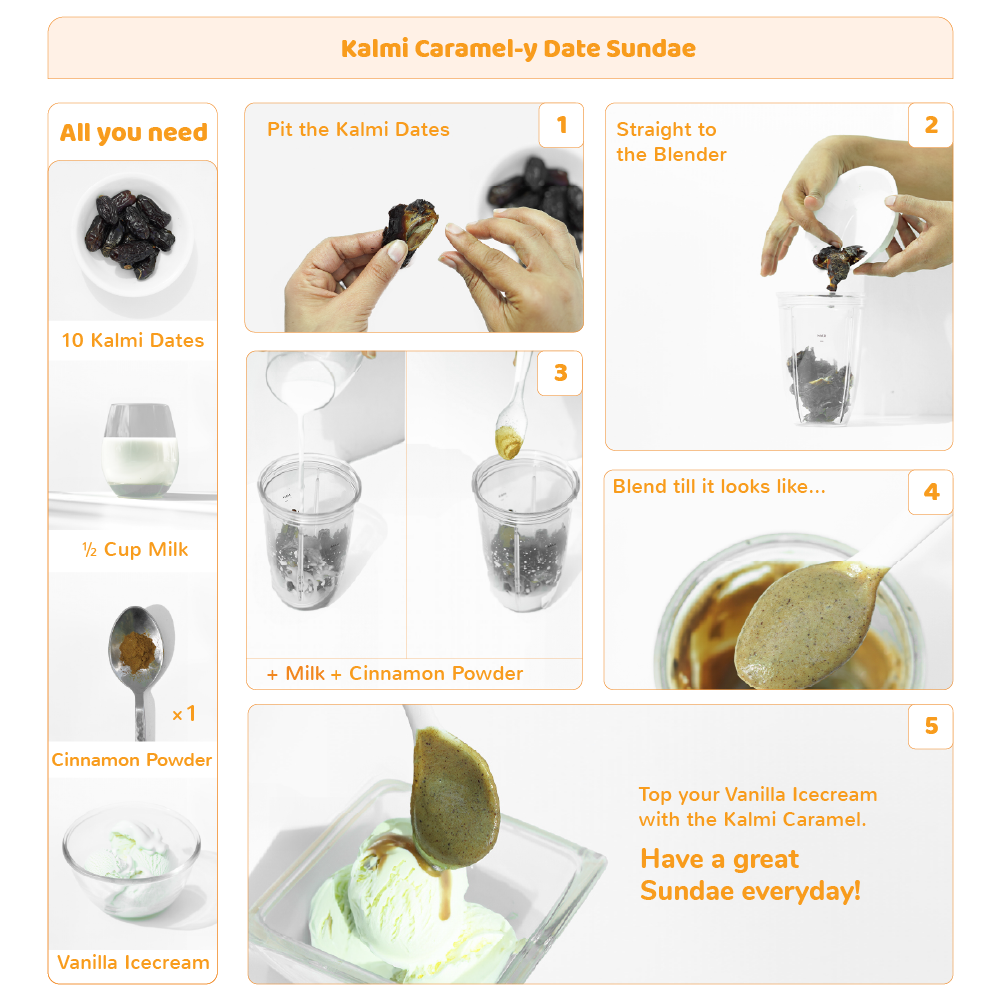 Kalmi Caramel-y Date Sundae
All you need
10 Kalmi Dates
½ Cup Milk
×1
Cinnamon Powder
Vanilla Icecream
Pit the Kalmi Dates
1
Straight to
the Blender
2
3
+ Milk + Cinnamon Powder
Blend till it looks like...
4
5
Top your Vanilla Icecream
with the Kalmi Caramel.
Have a great
Sundae everyday!